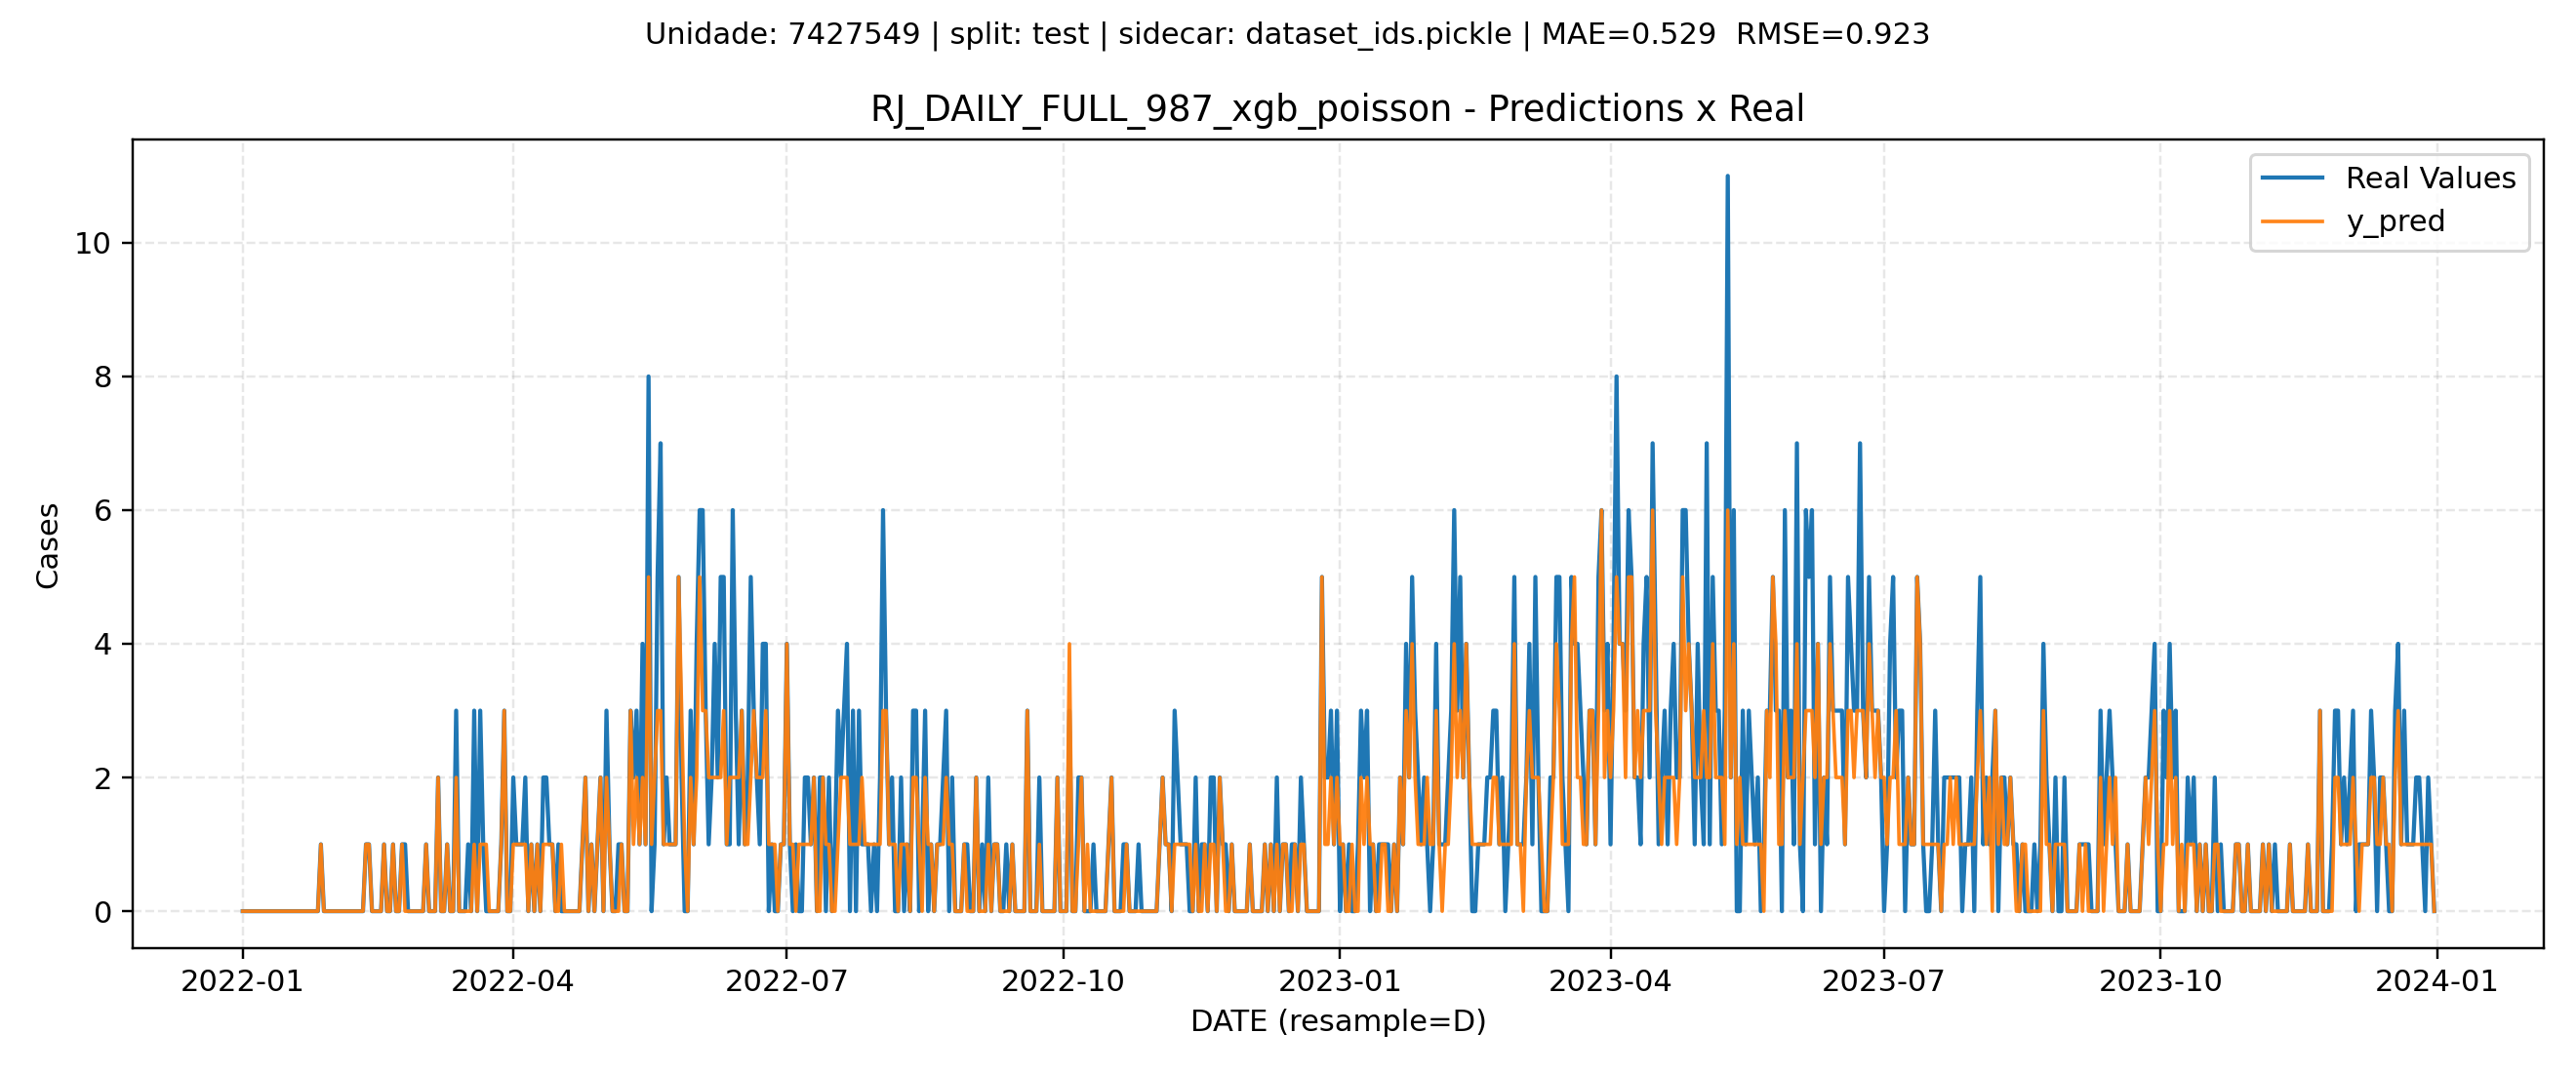 Unidade: 7427549 | split: test | sidecar: dataset_ids.pickle | MAE=0.529  RMSE=0.923
RJ_DAILY_FULL_987_xgb_poisson - Predictions x Real
Real Values
y_pred
10
8
6
4
2
0
Cases
2022-01
2022-04
2022-07
2022-10
2023-01
2023-04
2023-07
2023-10
2024-01
DATE (resample=D)